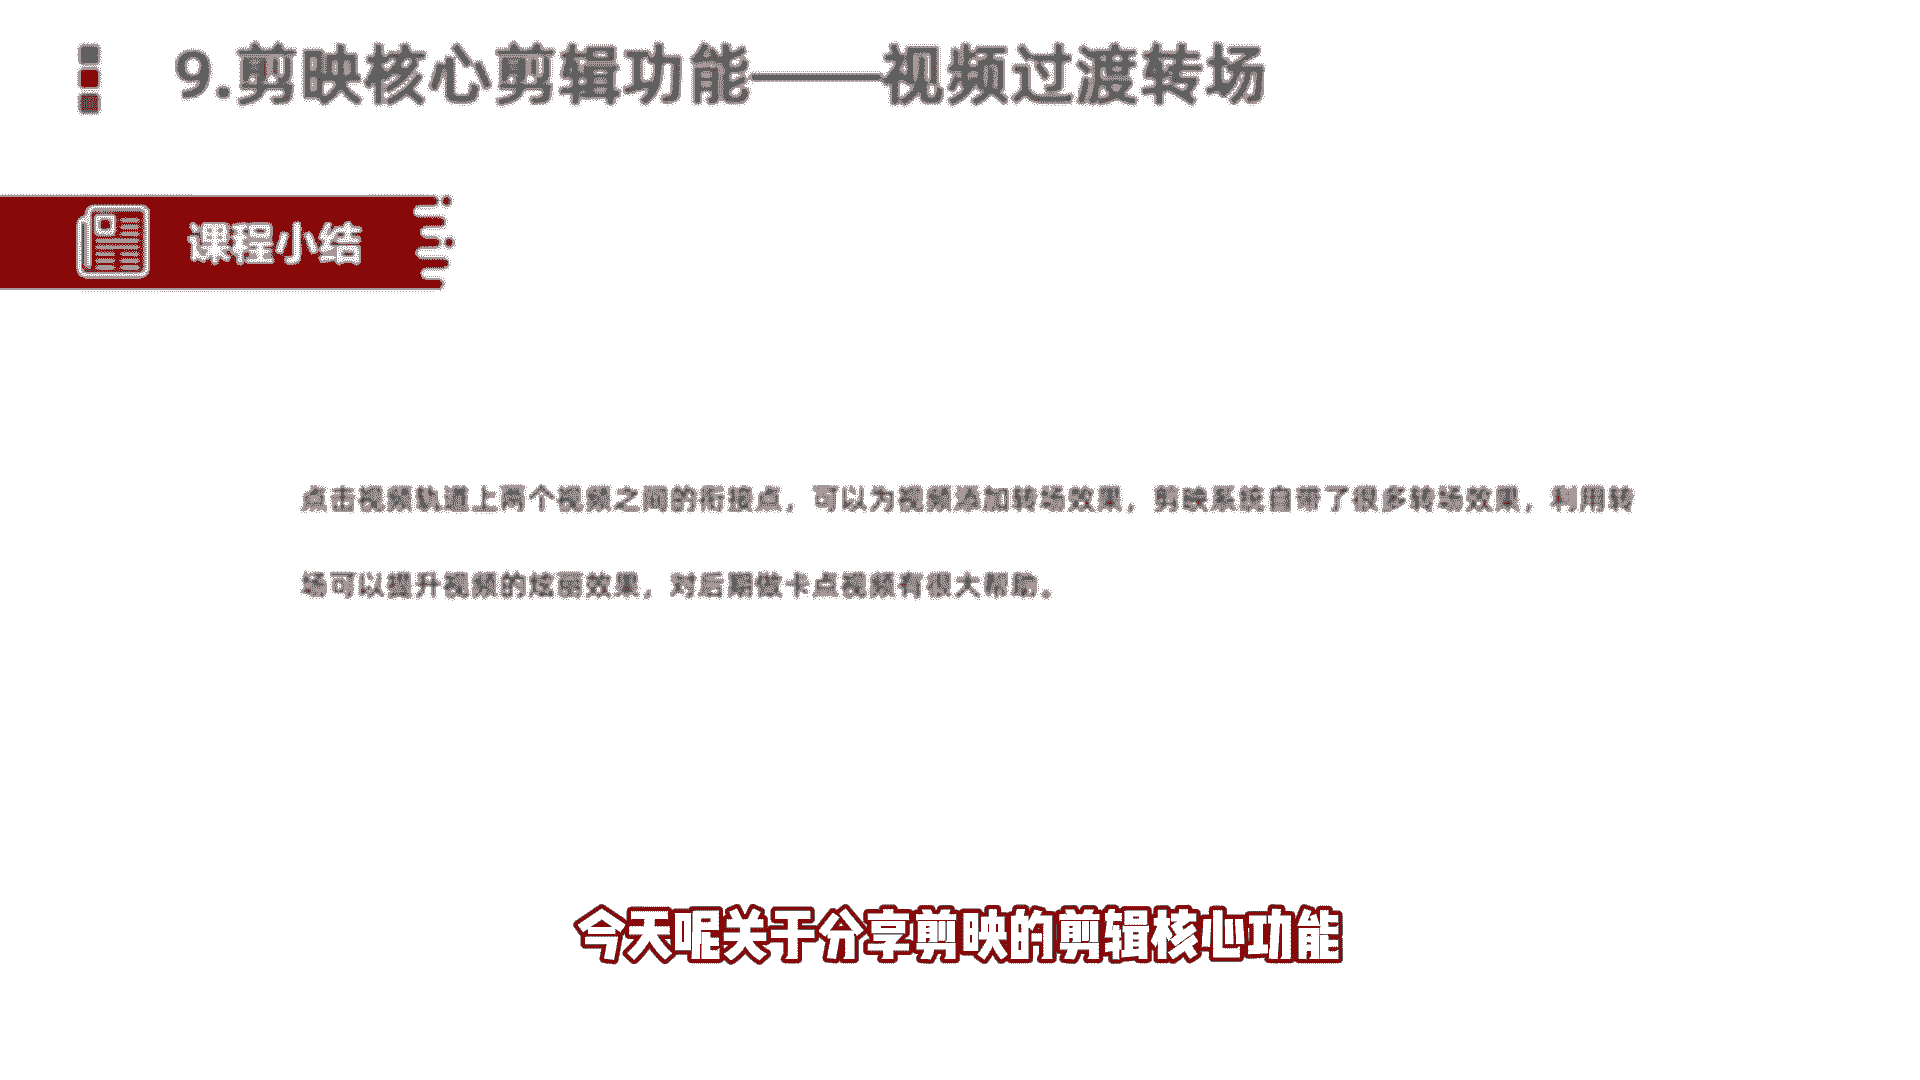 9.剪映核心剪辑功能——视频过渡转场
课程小结
点击视频轨道上两个视频之间的衔接点，可以为视频添加转场效果，剪映系统自带了很多转场效果，利用转
场可以提升视频的炫丽效果，对后期做卡点视频有很大帮助。
今天呢关于分享剪映的剪辑核心功能